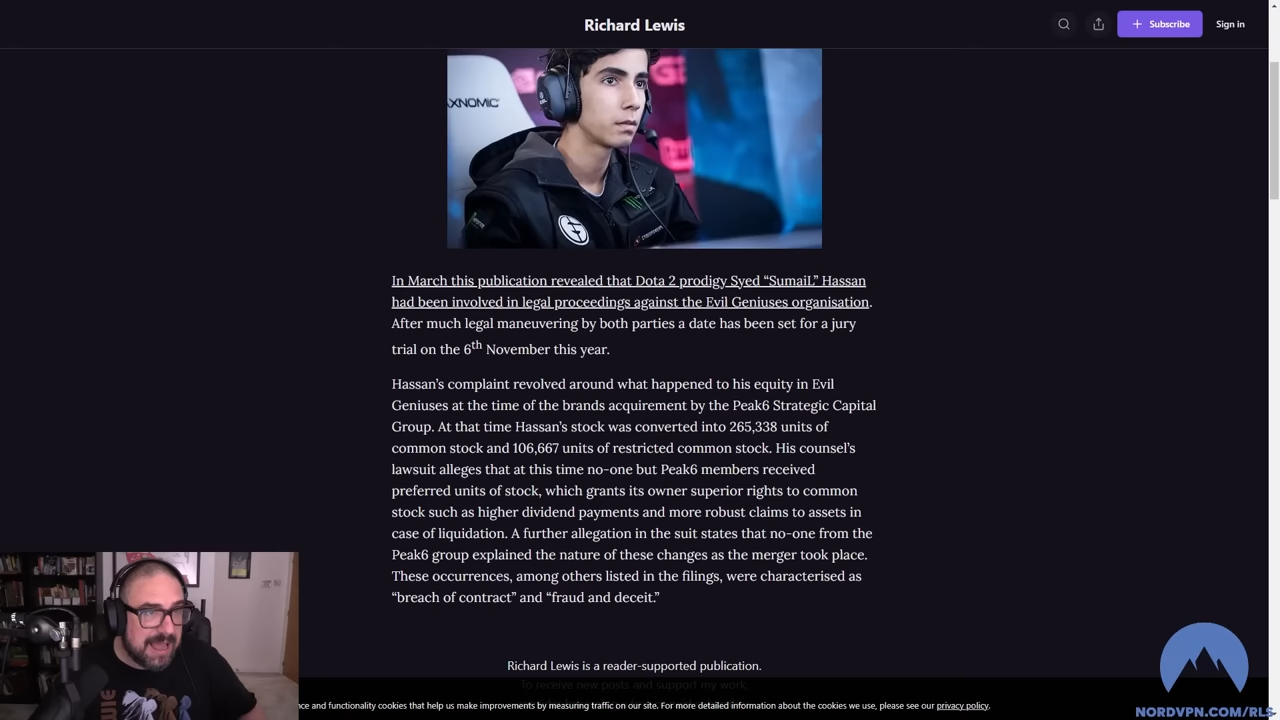 Richard Lewis
Subscribe
Sign in
AXNOMIC
In March this publication revealed that Dota 2 prodigy Syed “SumaiL” Hassan
had been involved in legal proceedings against the Evil Geniuses organisation.
After much legal maneuvering by both parties a date has been set for a jury
trial on the 6th November this year.
Hassan’s complaint revolved around what happened to his equity in Evil
Geniuses at the time of the brands acquirement by the Peak6 Strategic Capital
Group. At that time Hassan’s stock was converted into 265,338 units of
common stock and 106,667 units of restricted common stock. His counsel’s
lawsuit alleges that at this time no-one but Peak6 members received
preferred units of stock, which grants its owner superior rights to common
stock such as higher dividend payments and more robust claims to assets in
case of liquidation. A further allegation in the suit states that no-one from the
Peak6 group explained the nature of these changes as the merger took place.
These occurrences, among others listed in the filings, were characterised as
“breach of contract” and “fraud and deceit.”
Richard Lewis is a reader-supported publication.
To receive new posts and support my work,
nce and functionality cookies that help us make improvements by measuring traffic on our site. For more detailed information about the cookies we use, please see our privacy policy.
NORDVPN.COM/RLS